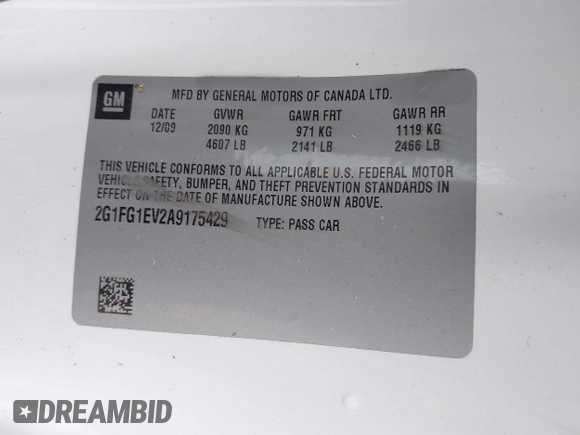 GM
MFD BY GENERAL MOTORS OF CANADA LTD.
DATE GVWR GAWR FRT GAWR RR
12/09 2090 KG 971 KG 1119 KG
4607 LB 2141 LB 2466 LB
THIS VEHICLE CONFORMS TO ALL APPLICABLE U.S. FEDERAL MOTOR
VEHICLE SAFETY, BUMPER, AND THEFT PREVENTION STANDARDS IN
EFFECT ON THE DATE OF MANUFACTURE SHOWN ABOVE.
2G1FG1EV2A9175429 TYPE: PASS CAR
DREAMBID